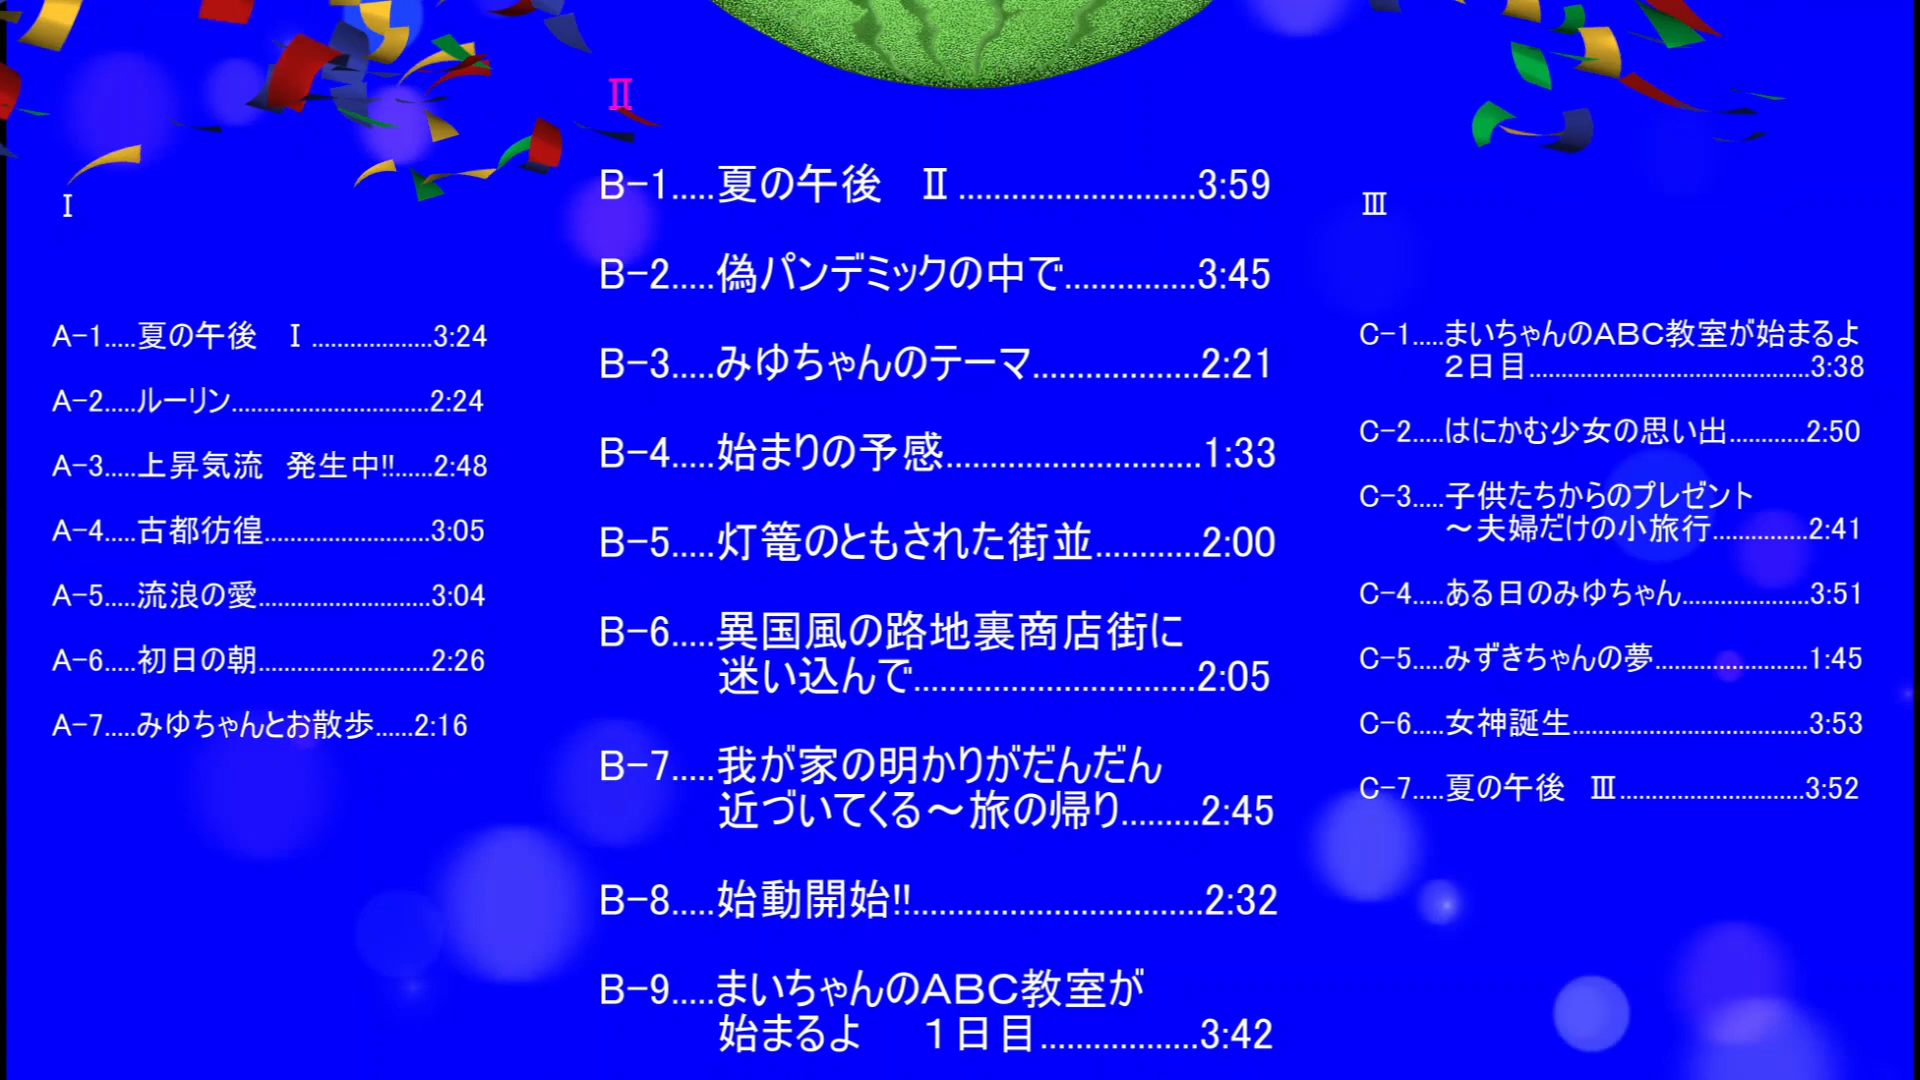 Ⅰ
A-1.....夏の午後　Ⅰ...................3:24
A-2.....ルーリン...............................2:24
A-3.....上昇気流　発生中!!......2:48
A-4.....古都彷徨..........................3:05
A-5.....流浪の愛...........................3:04
A-6.....初日の朝...........................2:26
A-7.....みゆちゃんとお散歩......2:16
Ⅱ
B-1.....夏の午後　Ⅱ...........................3:59
B-2.....偽パンデミックの中で...............3:45
B-3.....みゆちゃんのテーマ...................2:21
B-4.....始まりの予感.............................1:33
B-5.....灯篭のともされた街並............2:00
B-6.....異国風の路地裏商店街に
迷い込んで................................2:05
B-7.....我が家の明かりがだんだん
近づいてくる～旅の帰り.........2:45
B-8.....始動開始!!.................................2:32
B-9.....まいちゃんのＡＢＣ教室が
始まるよ　１日目..................3:42
Ⅲ
C-1.....まいちゃんのＡＢＣ教室が始まるよ
２日目............................................3:38
C-2.....はにかむ少女の思い出............2:50
C-3.....子供たちからのプレゼント
～夫婦だけの小旅行...............2:41
C-4.....ある日のみゆちゃん....................3:51
C-5.....みずきちゃんの夢........................1:45
C-6.....女神誕生.....................................3:53
C-7.....夏の午後　Ⅲ.............................3:52